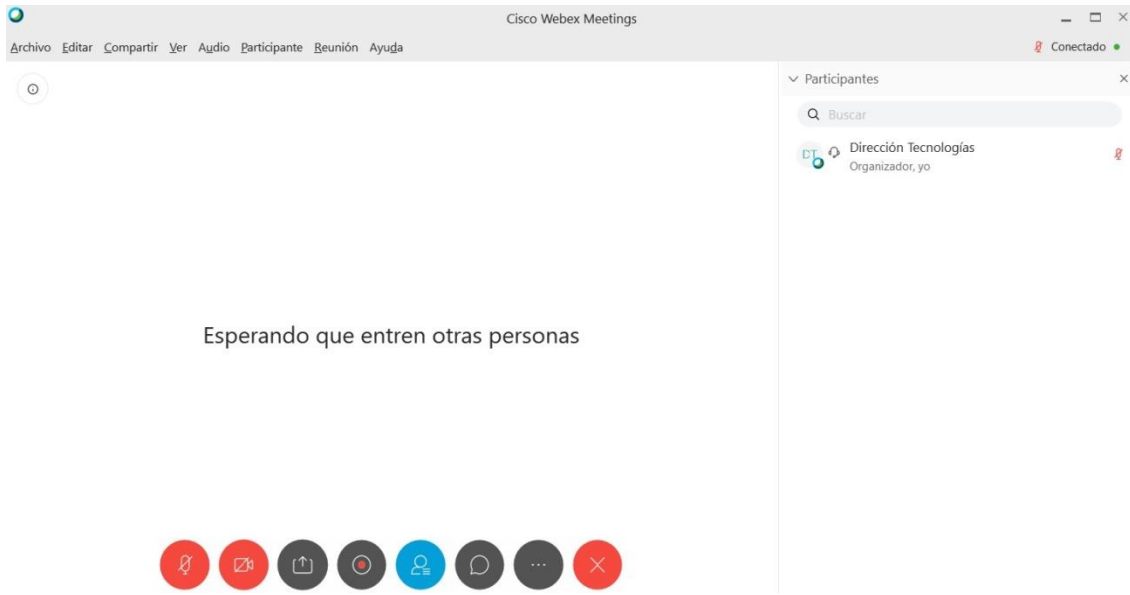 Cisco Webex Meetings
Archivo Editar Compartir Ver Audio Participante Reunión Ayuda
Conectado
Participantes
Buscar
DT
Dirección Tecnologías
Organizador, yo
Esperando que entren otras personas